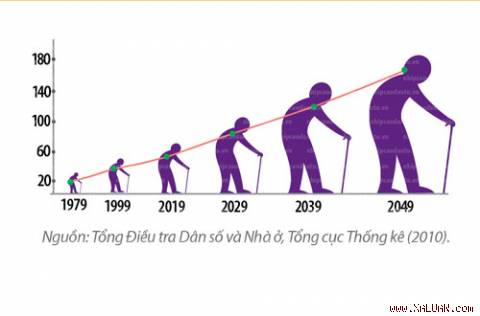 180
140
100
60
20
1979 1999 2019 2029 2039 2049
Nguồn: Tổng Điều tra Dân số và Nhà ở, Tổng cục Thống kê (2010).
www.XALUAN.com